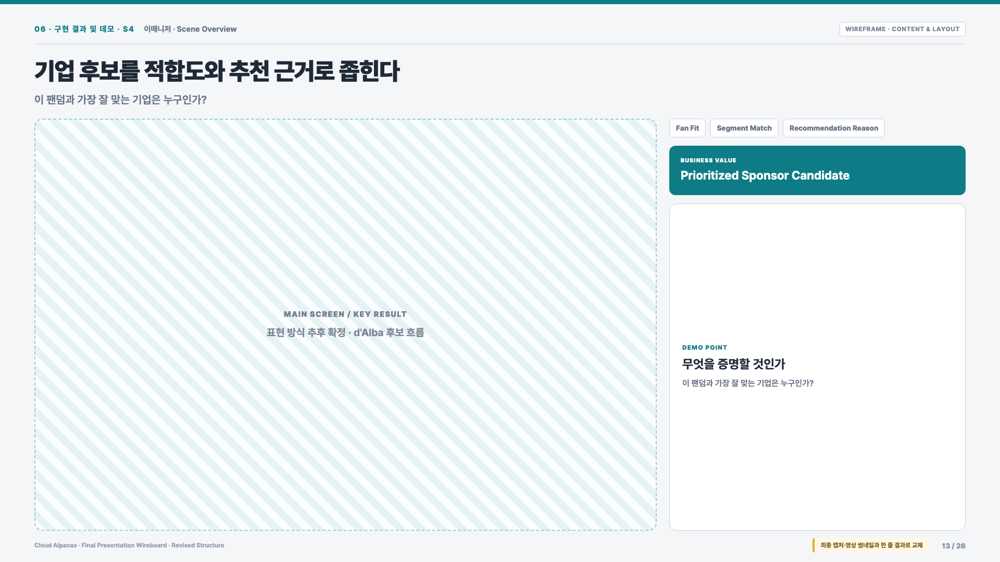 06 · 구현 결과 및 데모 · S4 이매니저 · Scene Overview
WIREFRAME · CONTENT & LAYOUT
기업 후보를 적합도와 추천 근거로 좁힌다
이 팬덤과 가장 잘 맞는 기업은 누구인가?
MAIN SCREEN / KEY RESULT
표현 방식 추후 확정 · d'Alba 후보 흐름
Fan Fit
Segment Match
Recommendation Reason
BUSINESS VALUE
Prioritized Sponsor Candidate
DEMO POINT
무엇을 증명할 것인가
이 팬덤과 가장 잘 맞는 기업은 누구인가?
Cloud Alpacas · Final Presentation Wireboard · Revised Structure
최종 캡처·영상 썸네일과 한 줄 결과로 교체
13 / 26